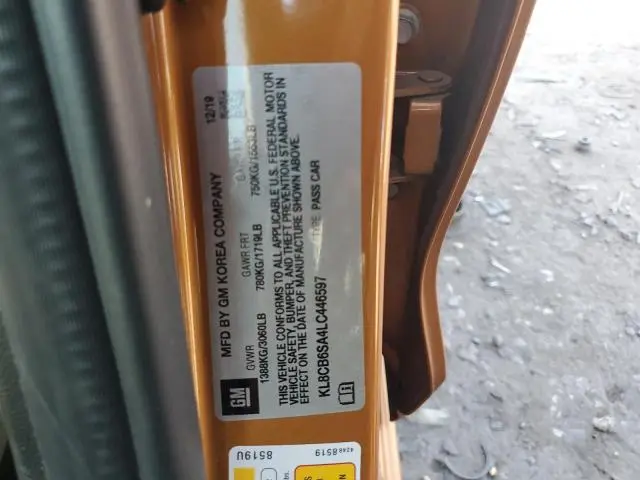 MFD BY GM KOREA COMPANY 12/19
GVWR GAWR FRT
1388KG/3060LB 780KG/1719LB 750KG/1653LB
THIS VEHICLE CONFORMS TO ALL APPLICABLE U.S. FEDERAL MOTOR
VEHICLE SAFETY, BUMPER, AND THEFT PREVENTION STANDARDS IN
EFFECT ON THE DATE OF MANUFACTURE SHOWN ABOVE.
KL8CB6SA4LC446597 TYPE: PASS CAR
GM
8519U
4248 8519